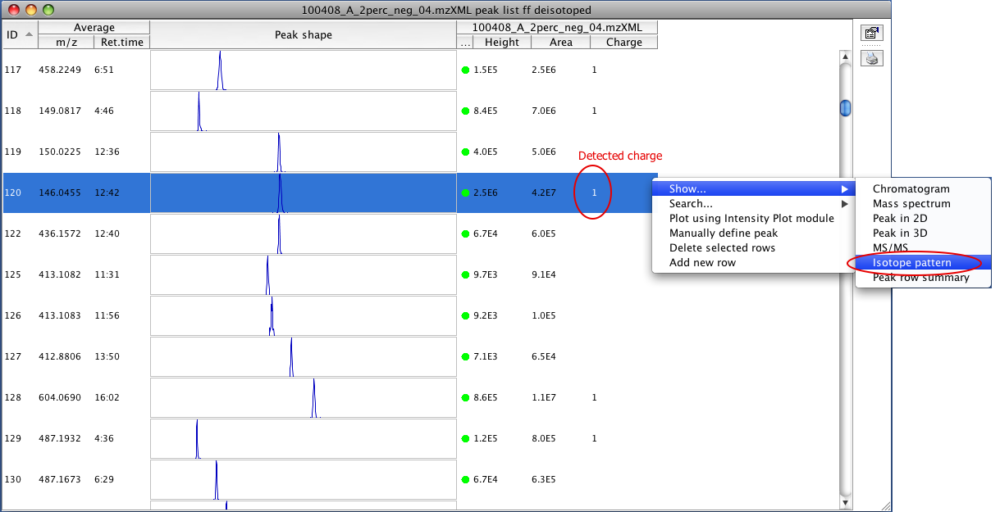 100408_A_2perc_neg_04.mzXML peak list ff deisotoped
ID Average Peak shape 100408_A_2perc_neg_04.mzXML
m/z Ret.time ... Height Area Charge
117 458.2249 6:51 1.5E5 2.5E6 1
118 149.0817 4:46 8.4E5 7.0E6 1
119 150.0225 12:36 4.0E5 5.0E6
Detected charge
120 146.0455 12:42 2.5E6 4.2E7 1
122 436.1572 12:40 6.7E4 6.0E5
125 413.1082 11:31 9.7E3 9.1E4
126 413.1083 11:56 9.2E3 1.0E5
127 412.8806 13:50 7.1E3 6.5E4
128 604.0690 16:02 8.6E5 1.1E7 1
129 487.1932 4:36 1.2E5 8.0E5 1
130 487.1673 6:29 6.7E4 6.3E5
Show...
Search...
Plot using Intensity Plot module
Manually define peak
Delete selected rows
Add new row
Chromatogram
Mass spectrum
Peak in 2D
Peak in 3D
MS/MS
Isotope pattern
Peak row summary